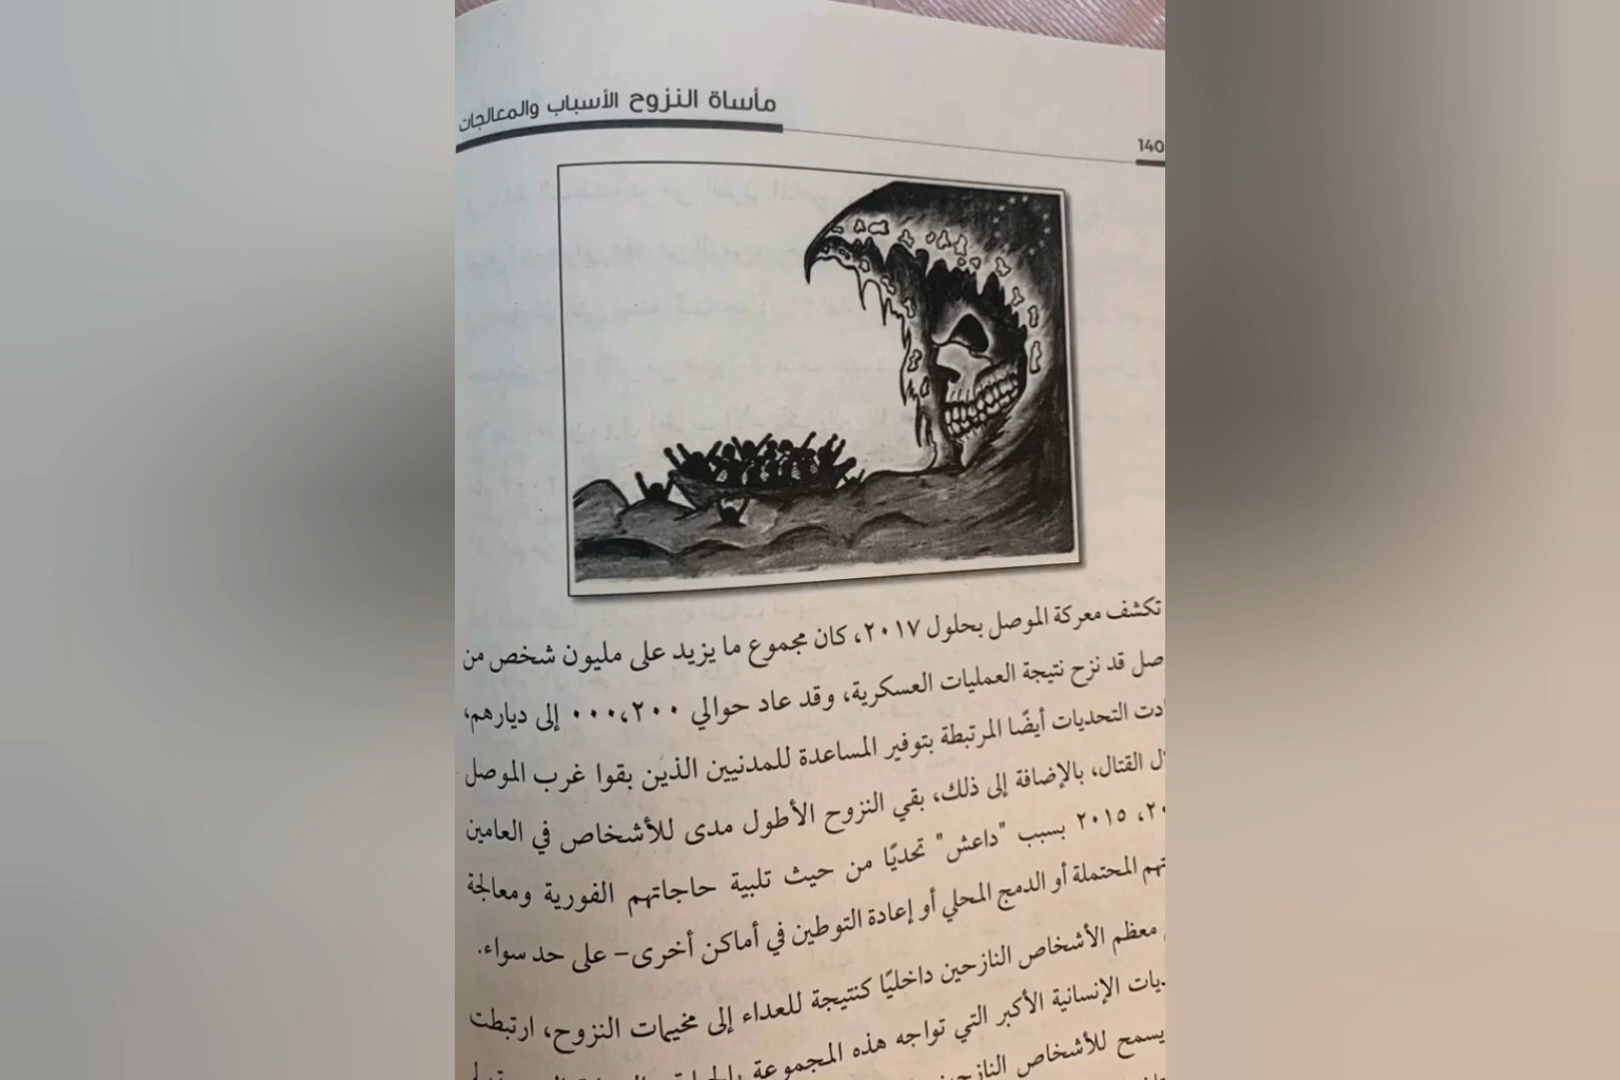 مأساة النزوح الأسباب والمعالجات
140
تكشف معركة الموصل بحلول ٢٠١٧، كان مجموع ما يزيد على مليون شخص من
قد نزح نتيجة العمليات العسكرية، وقد عاد حوالي ٢٠٠،٠٠٠ إلى ديارهم،
التحديات أيضًا المرتبطة بتوفير المساعدة للمدنيين الذين بقوا غرب الموصل
القتال، بالإضافة إلى ذلك، بقي النزوح الأطول مدى للأشخاص في العامين
٢٠١٥ بسبب "داعش" تحديًا من حيث تلبية حاجاتهم الفورية ومعالجة
المحتملة أو الدمج المحلي أو إعادة التوطين في أماكن أخرى– على حد سواء.
معظم الأشخاص النازحين داخليًا كنتيجة للعداء إلى مخيمات النزوح، ارتبطت
الإنسانية الأكبر التي تواجه هذه المجموعة
يسمح للأشخاص النازحين